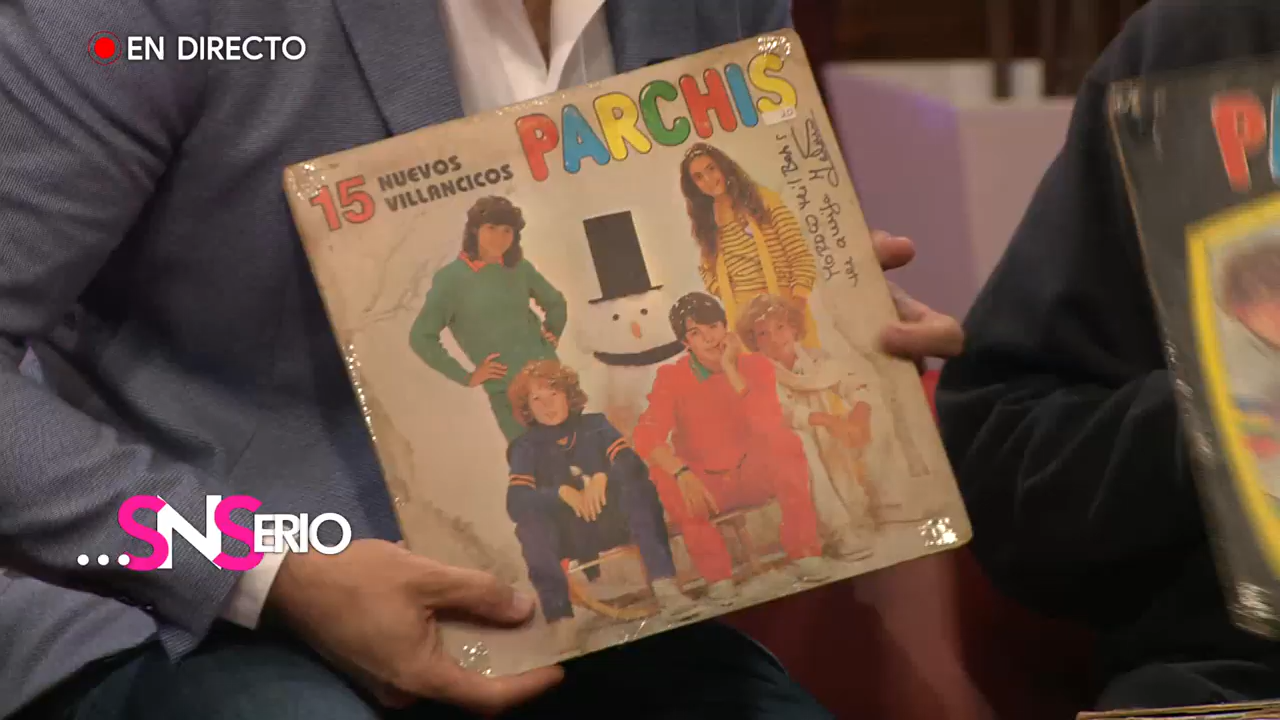 EN DIRECTO
PARCHIS
15 NUEVOS
VILLANCICOS
...SNSERIO